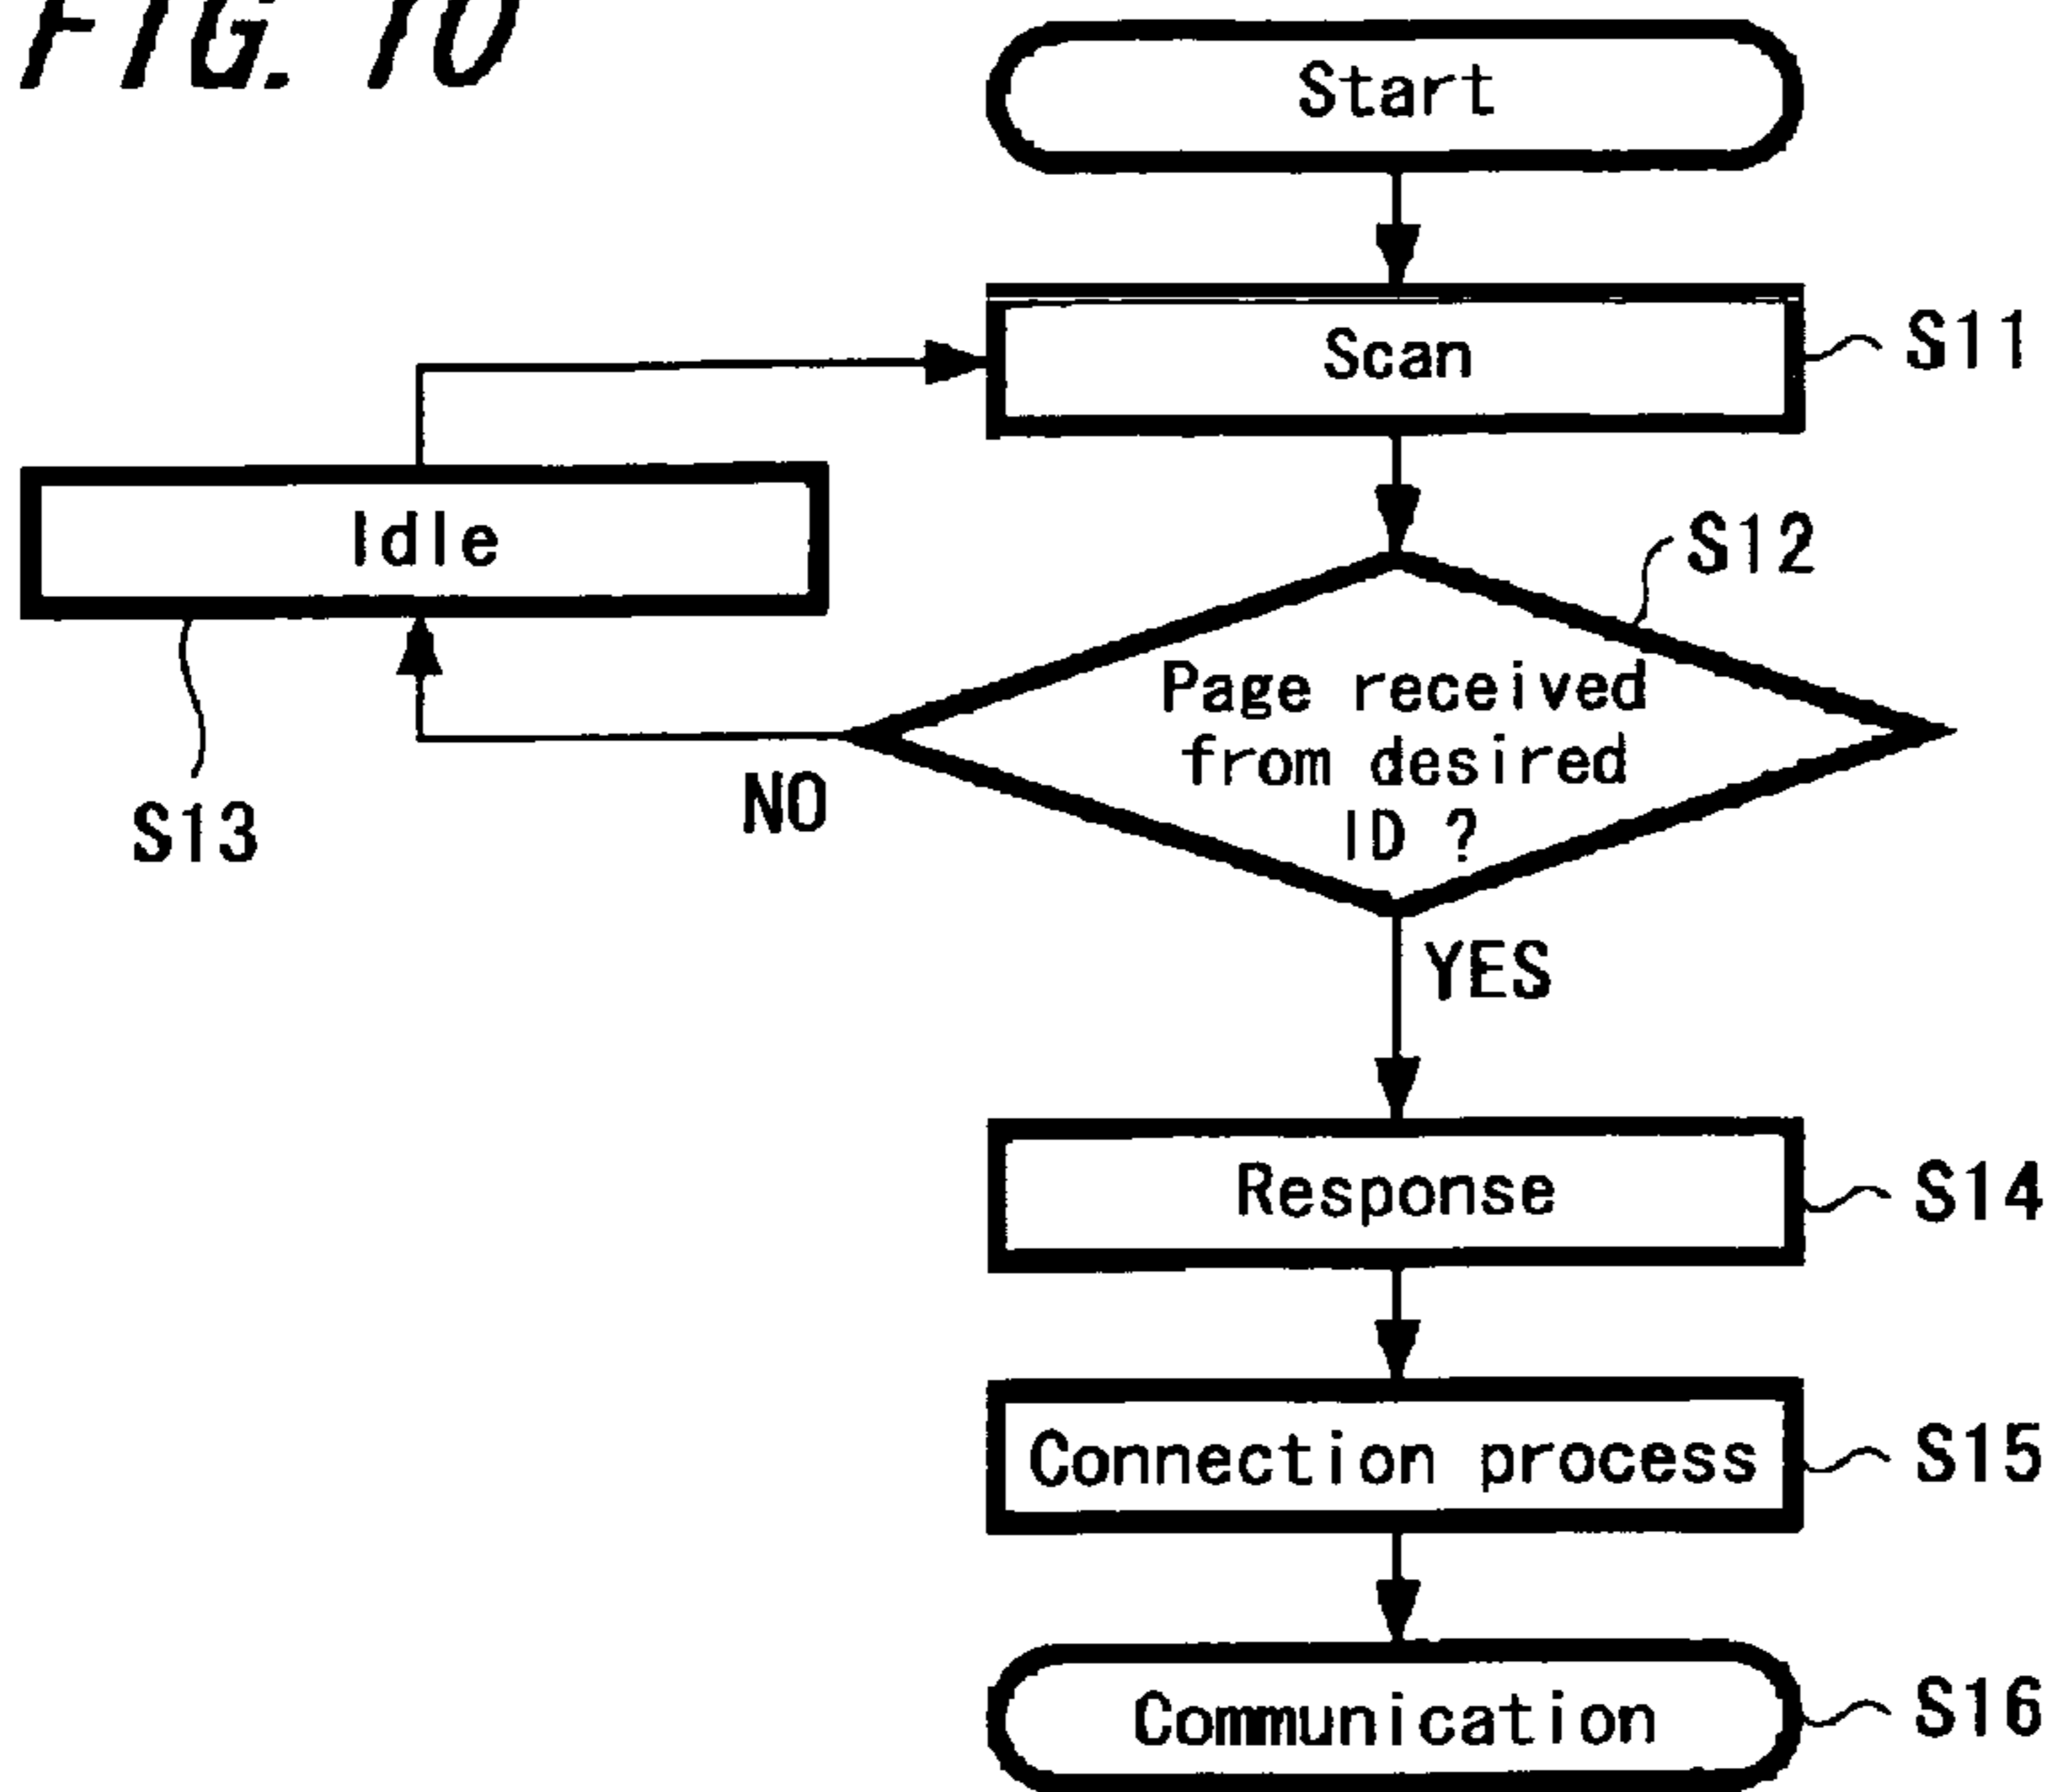 FIG. 10
Start
Scan
S11
Idle
S12
Page received
from desired
ID ?
NO
S13
YES
Response
S14
Connection process
S15
Communication
S16